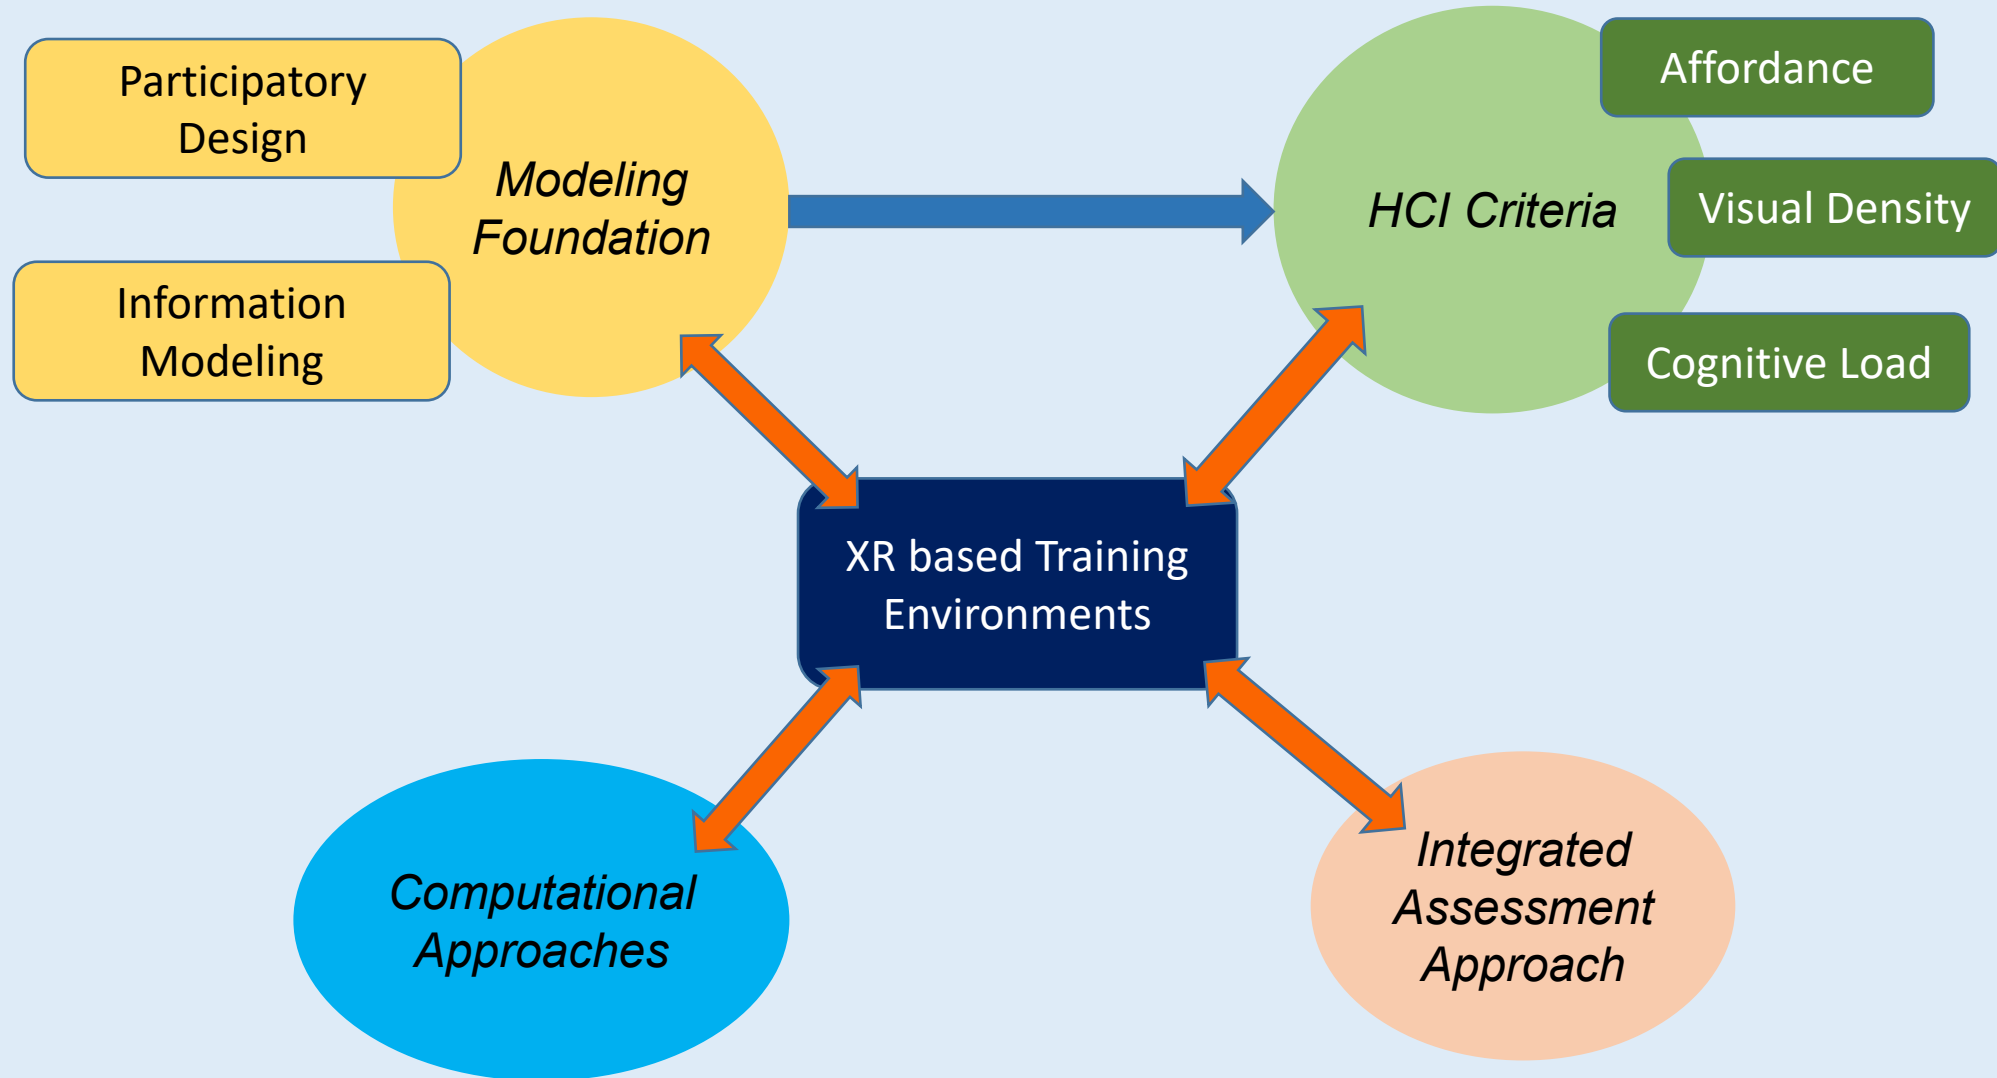 Participatory
Design
Modeling
Foundation
Information
Modeling
HCI Criteria
Affordance
Visual Density
Cognitive Load
XR based Training
Environments
Computational
Approaches
Integrated
Assessment
Approach